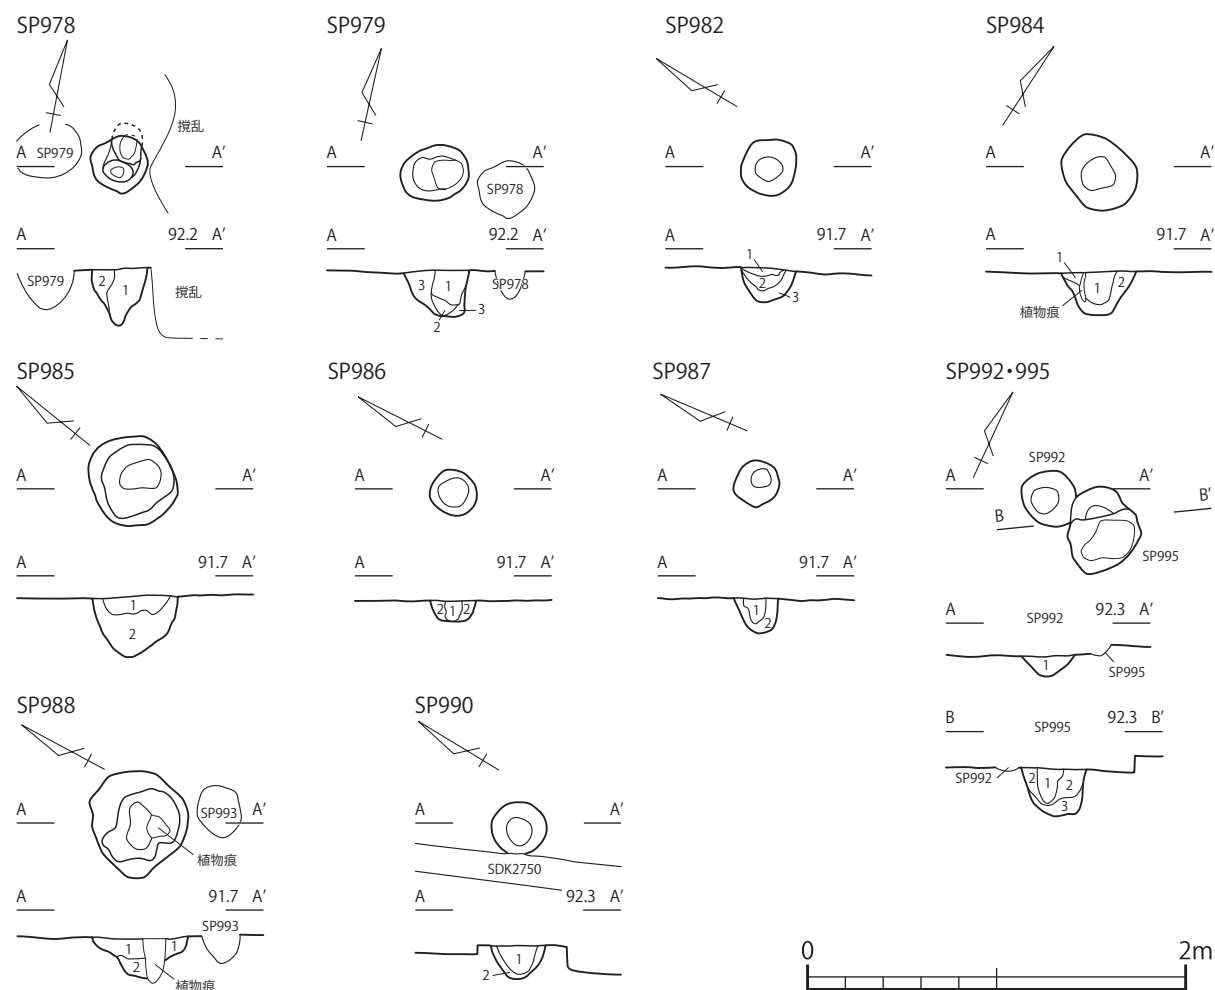 SP978
撹乱
A SP979 A′
A 92.2 A′
SP979 2 1 撹乱
SP979
A A′
SP978
A 92.2 A′
3 1 SP978
2 3
SP982
A A′
A 91.7 A′
1
2
3
SP984
A A′
A 91.7 A′
1
1 2
植物痕
SP985
A A′
A 91.7 A′
1
2
SP986
A A′
A 91.7 A′
2 1 2
SP987
A A′
A 91.7 A′
1
2
SP992・995
SP992
A A′
B B′
SP995
A 92.3 A′
SP992
1
SP995
B 92.3 B′
SP995
SP992 2 1 2
3
SP988
A SP993 A′
植物痕
A 91.7 A′
SP993
1 1
2
植物痕
SP990
A A′
SDK2750
A 92.3 A′
1
2
0 2m